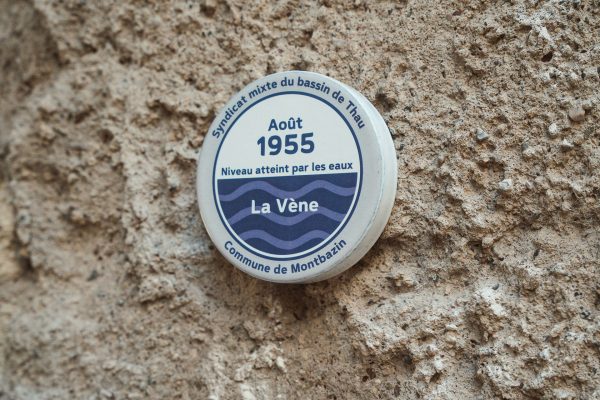 Syndicat mixte du bassin de Thau
Août
1955
Niveau atteint par les eaux
La Vène
Commune de Montbazin